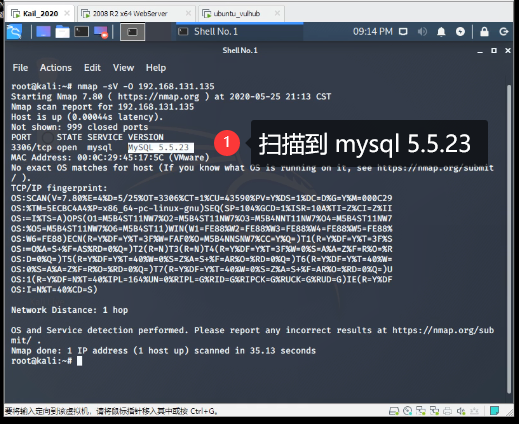 Kail_2020 2008 R2 x64 WebServer ubuntu_vulhub
Shell No. 1 09:14 PM
Shell No. 1
File Actions Edit View Help
root@kali:~# nmap -sV -O 192.168.131.135
Starting Nmap 7.80 ( https://nmap.org ) at 2020-05-25 21:13 CST
Nmap scan report for 192.168.131.135
Host is up (0.00044s latency).
Not shown: 999 closed ports
PORT STATE SERVICE VERSION
3306/tcp open mysql MySQL 5.5.23
1 扫描到 mysql 5.5.23
MAC Address: 00:0C:29:45:17:5C (VMware)
No exact OS matches for host (If you know what OS is running on it, see https://nmap.org/submit
/ ).
TCP/IP fingerprint:
OS:SCAN(V=7.80%E=4%D=5/25%OT=3306%CT=1%CU=43590%PV=Y%DS=1%DC=D%G=Y%M=000C29
OS:%TM=5ECBC4A4%P=x86_64-pc-linux-gnu)SEQ(SP=104%GCD=1%ISR=10A%TI=Z%CI=Z%II
OS:=I%TS=A)OPS(O1=M5B4ST11NW7%O2=M5B4ST11NW7%O3=M5B4NNT11NW7%O4=M5B4ST11NW7
OS:%O5=M5B4ST11NW7%O6=M5B4ST11)WIN(W1=FE88%W2=FE88%W3=FE88%W4=FE88%W5=FE88%
OS:W6=FE88)ECN(R=Y%DF=Y%T=3F%W=FAF0%O=M5B4NNSNW7%CC=Y%Q=)T1(R=Y%DF=Y%T=3F%S
OS:=O%A=S+%F=AS%RD=0%Q=)T2(R=N)T3(R=N)T4(R=Y%DF=Y%T=40%W=0%S=A%A=Z%F=R%O=%R
OS:D=0%Q=)T5(R=Y%DF=Y%T=40%W=0%S=Z%A=S+%F=AR%O=%RD=0%Q=)T6(R=Y%DF=Y%T=40%W=
OS:0%S=A%A=Z%F=R%O=%RD=0%Q=)T7(R=Y%DF=Y%T=40%W=0%S=Z%A=S+%F=AR%O=%RD=0%Q=)U
OS:1(R=Y%DF=N%T=40%IPL=164%UN=0%RIPL=G%RID=G%RIPCK=G%RUCK=G%RUD=G)IE(R=Y%DF
OS:I=N%T=40%CD=S)
Network Distance: 1 hop
OS and Service detection performed. Please report any incorrect results at https://nmap.org/sub
mit/ .
Nmap done: 1 IP address (1 host up) scanned in 35.13 seconds
root@kali:~#
要将输入定向到该虚拟机，请将鼠标指针移入其中或按 Ctrl+G。